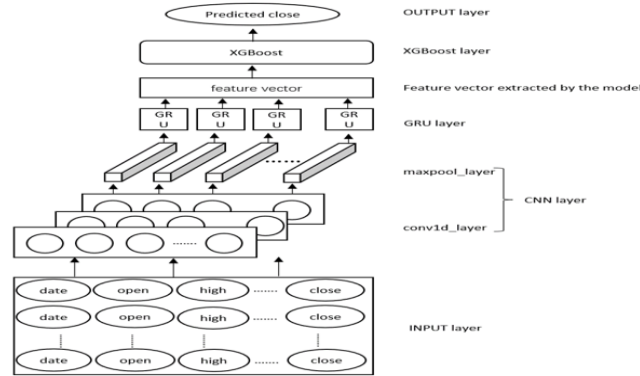 Predicted close
OUTPUT layer
XGBoost
XGBoost layer
feature vector
Feature vector extracted by the model
GR
U
GR
U
GR
U
GR
U
GRU layer
maxpool_layer
CNN layer
conv1d_layer
date open high ...... close
date open high ...... close
INPUT layer
date open high ...... close